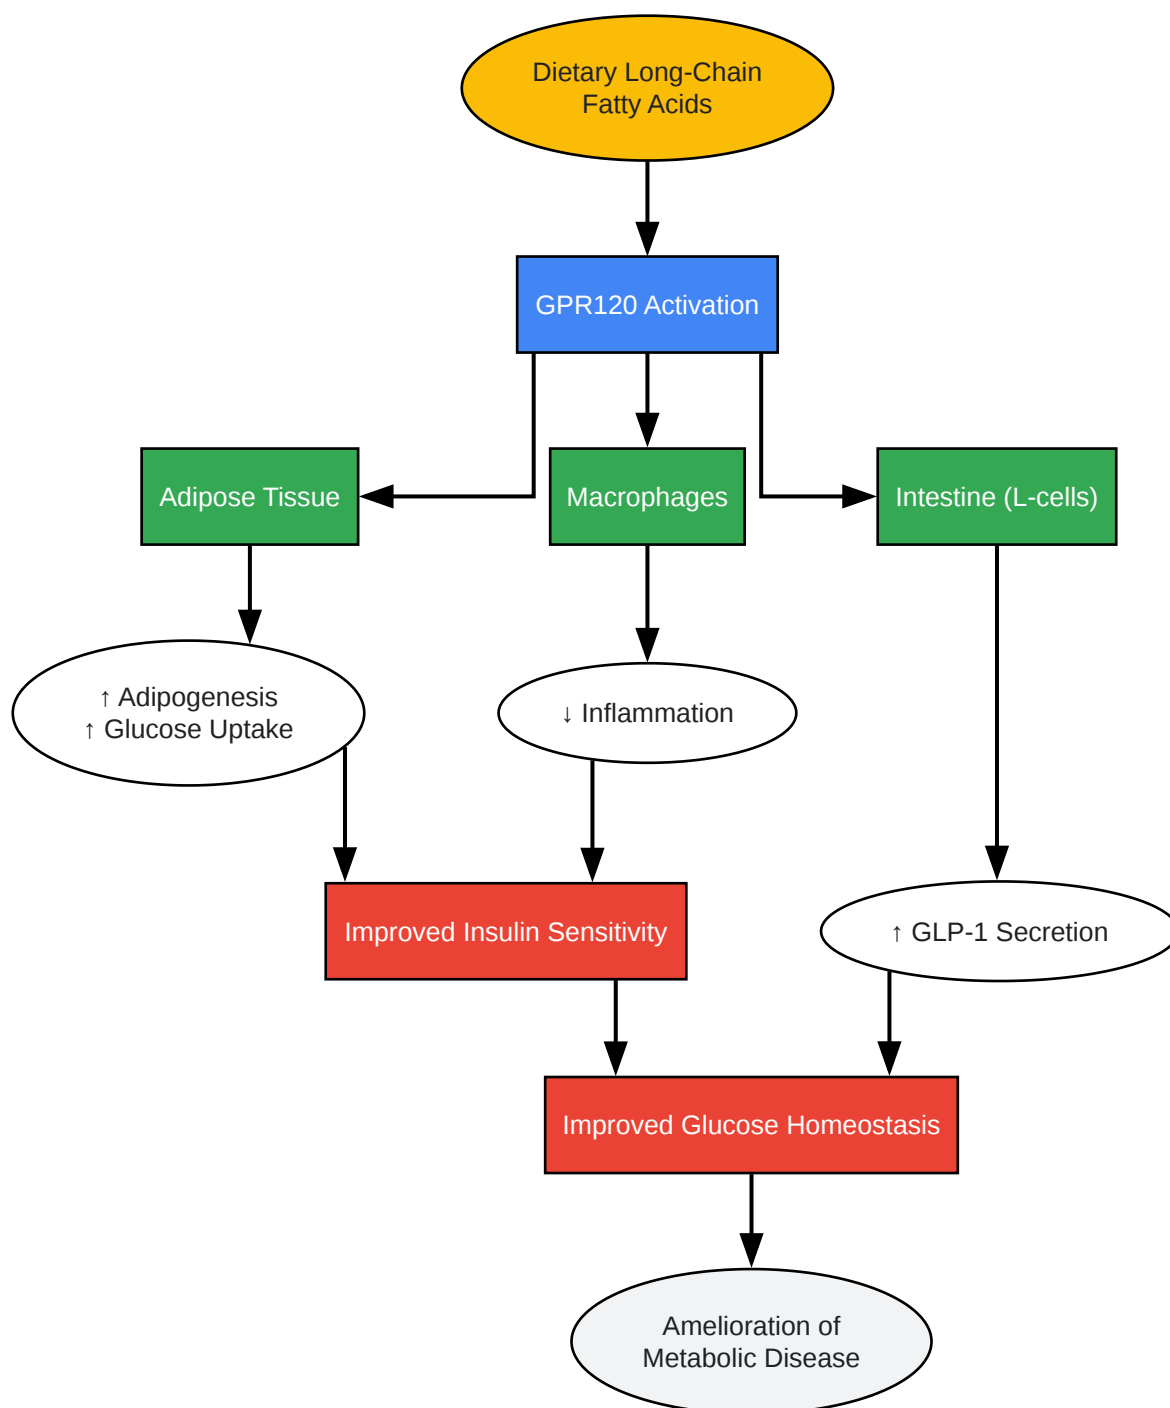 Dietary Long-Chain
Fatty Acids
GPR120 Activation
Adipose Tissue
Macrophages
Intestine (L-cells)
↑ Adipogenesis
↑ Glucose Uptake
↓ Inflammation
Improved Insulin Sensitivity
↑ GLP-1 Secretion
Improved Glucose Homeostasis
Amelioration of
Metabolic Disease